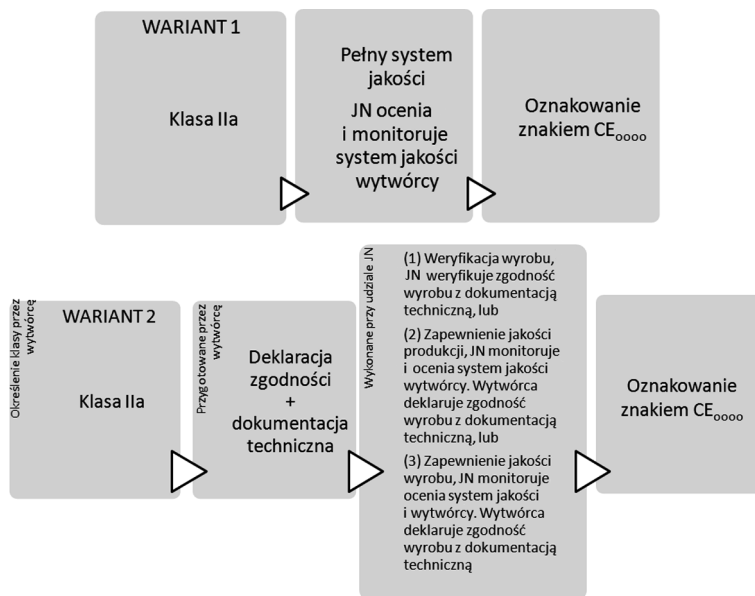 WARIANT 1
Klasa IIa
Pełny system
jakości
JN ocenia
i monitoruje
system jakości
wytwórcy
Oznakowanie
znakiem CEoooo
Określenie klasy przez
wytwórcę
WARIANT 2
Klasa IIa
Przygotowane przez
wytwórcę
Deklaracja
zgodności
+
dokumentacja
techniczna
Wykonane przy udziale JN
(1) Weryfikacja wyrobu,
JN weryfikuje zgodność
wyrobu z dokumentacją
techniczną, lub
(2) Zapewnienie jakości
produkcji, JN monitoruje
i ocenia system jakości
wytwórcy. Wytwórca
deklaruje zgodność
wyrobu z dokumentacją
techniczną, lub
(3) Zapewnienie jakości
wyrobu, JN monitoruje
ocenia system jakości
i wytwórcy. Wytwórca
deklaruje zgodność
wyrobu z dokumentacją
techniczną
Oznakowanie
znakiem CEoooo